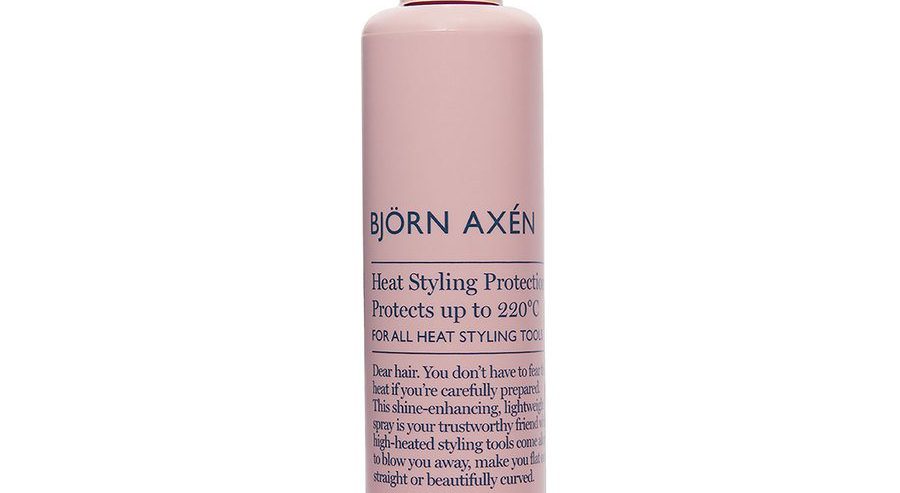 BJÖRN AXÉN
Heat Styling Protectio
Protects up to 220°C
FOR ALL HEAT STYLING TOOL
Dear hair. You don't have to fear
heat if you're carefully prepared.
This shine-enhancing, lightweigh
spray is your trustworthy friend w
high-heated styling tools come al
to blow you away, make you flat
straight or beautifully curved.